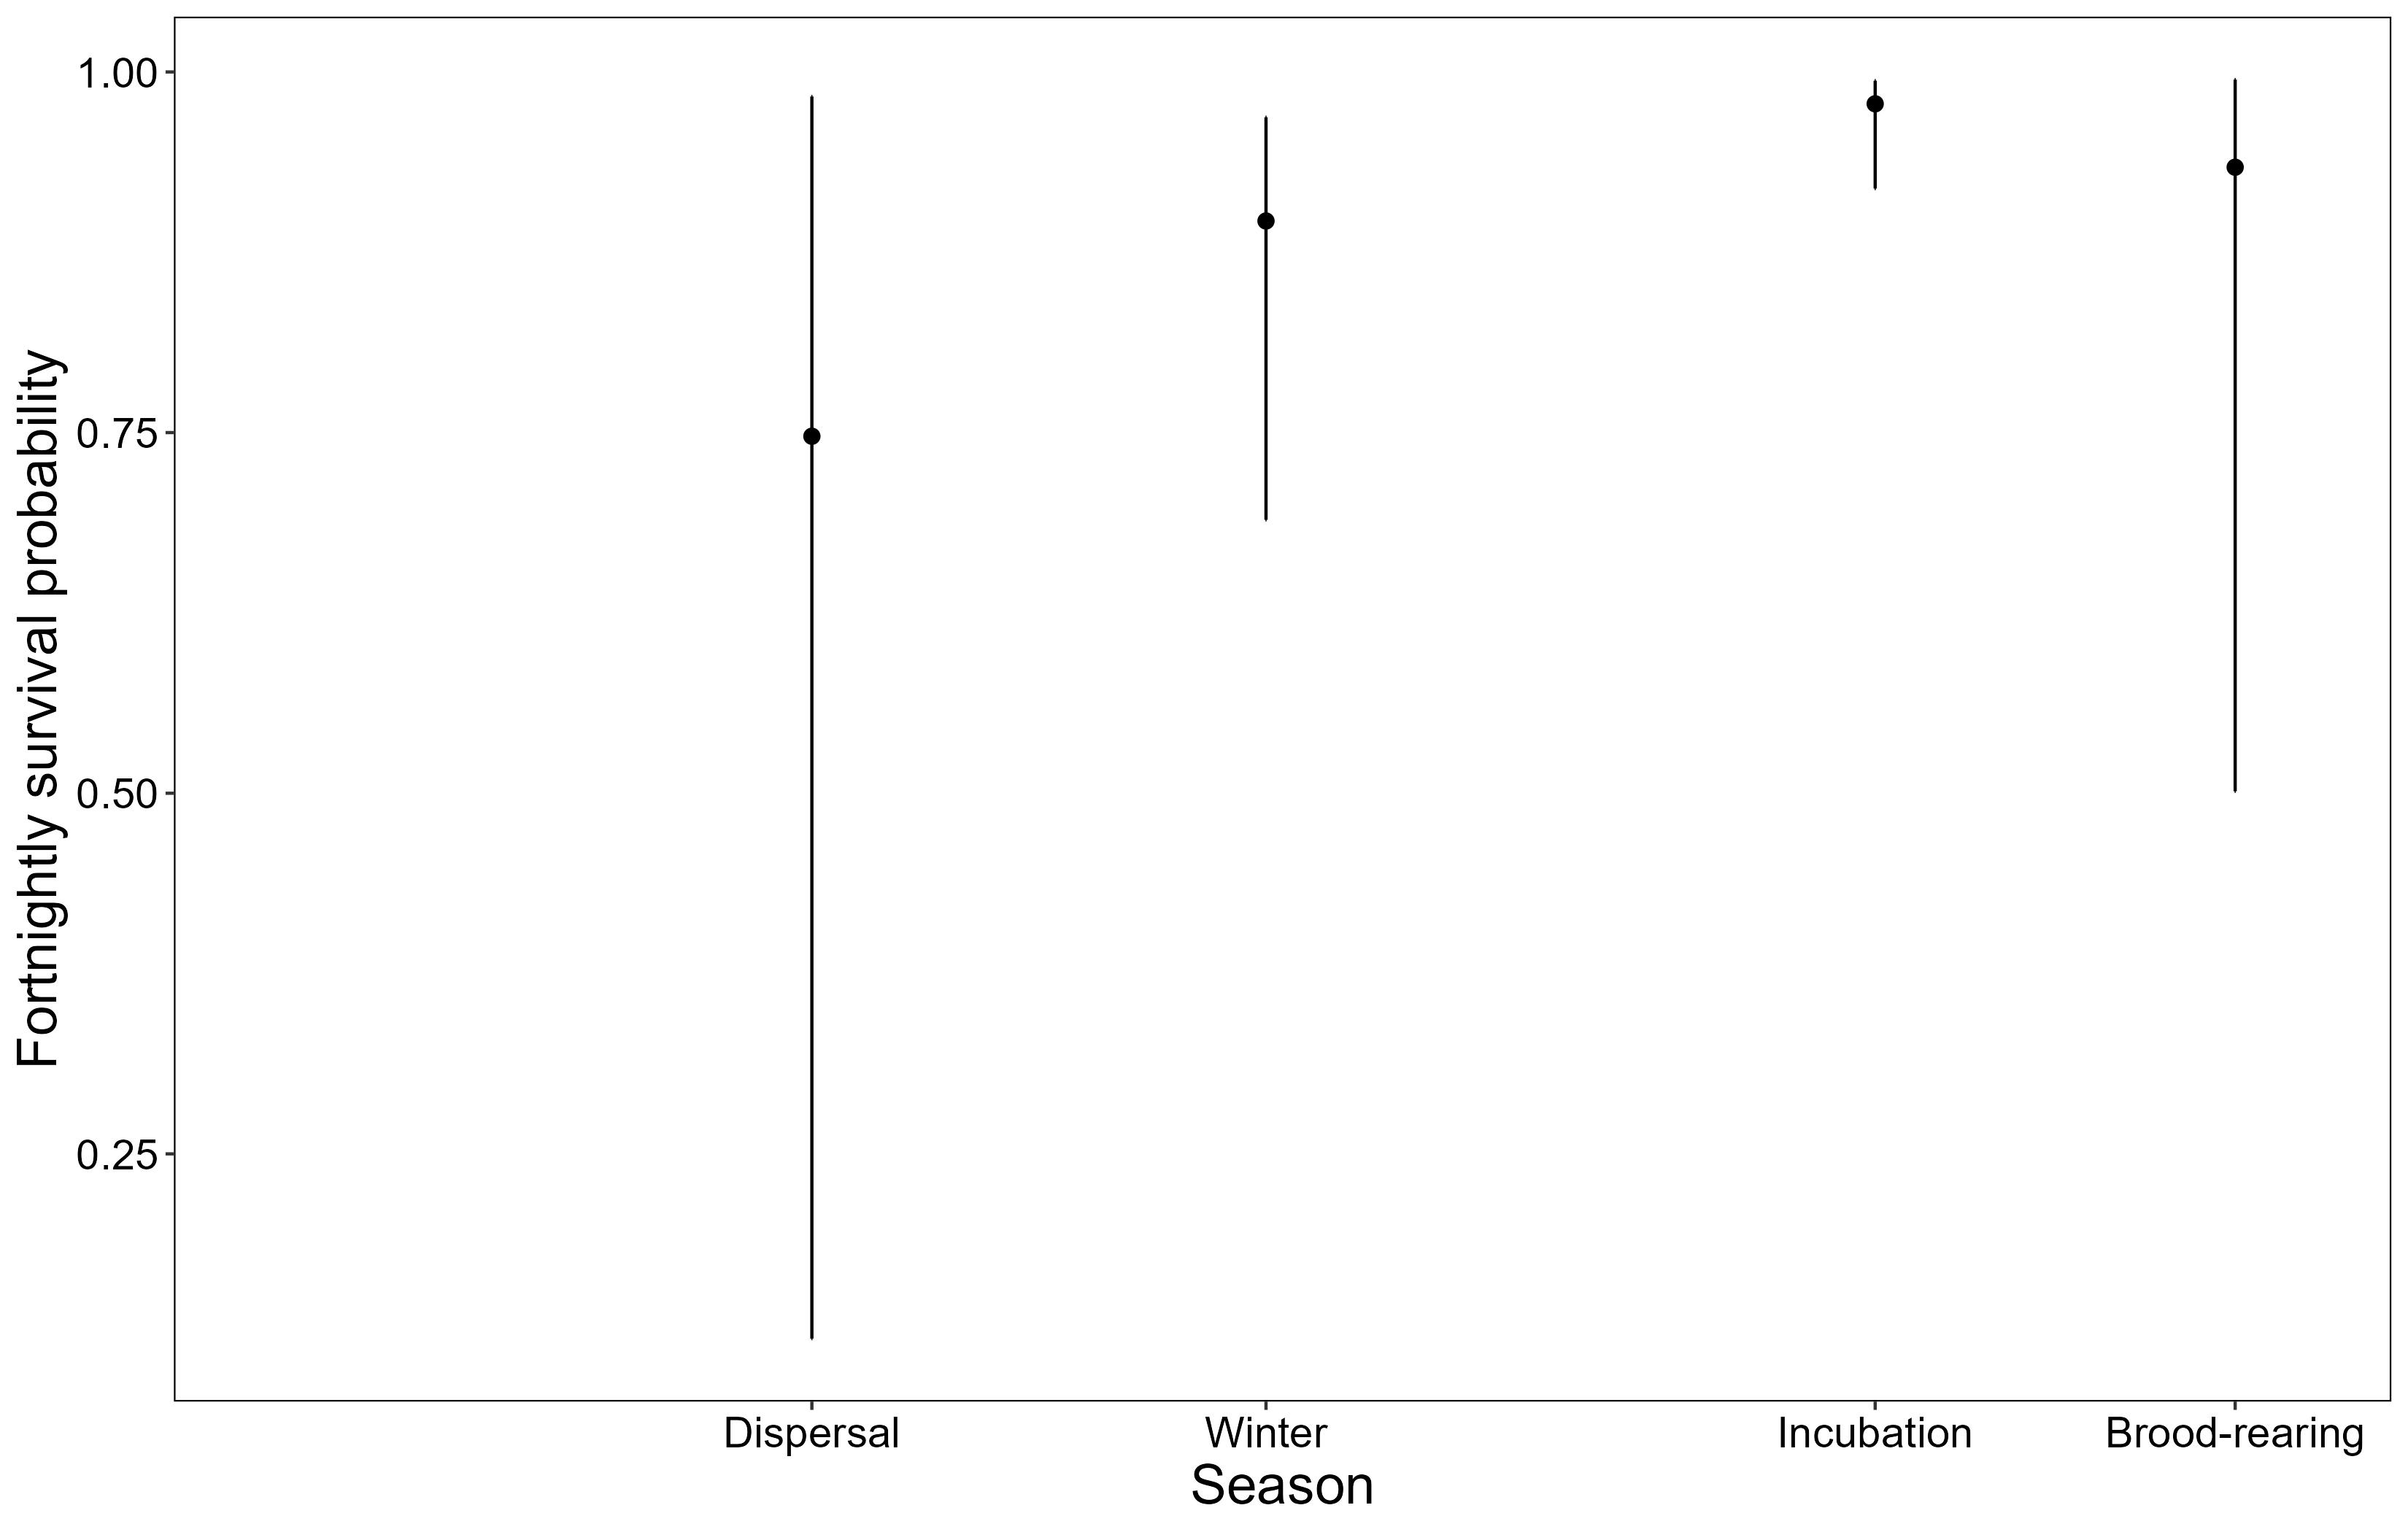 Fortnightly survival probability
1.00
0.75
0.50
0.25
Dispersal
Winter
Incubation
Brood-rearing
Season